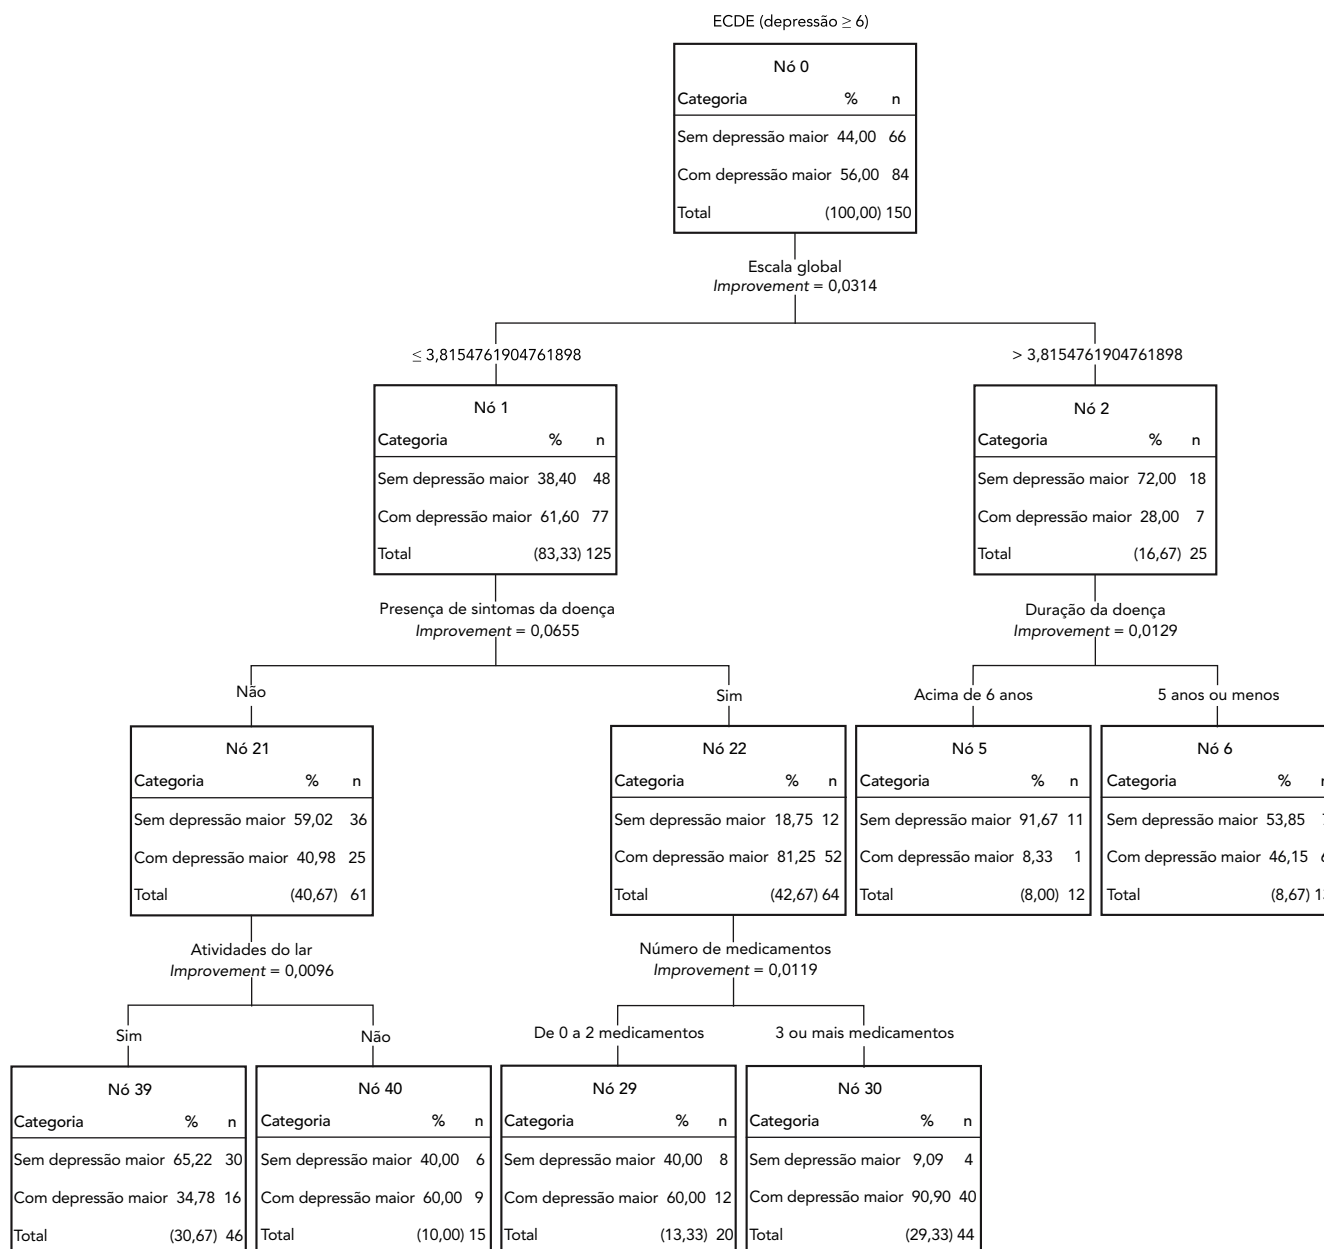 ECDE (depressão ≥ 6)
Nó 0
Categoria % n
Sem depressão maior 44,00 66
Com depressão maior 56,00 84
Total (100,00) 150
Escala global
Improvement = 0,0314
≤ 3,8154761904761898
> 3,8154761904761898
Nó 1
Categoria % n
Sem depressão maior 38,40 48
Com depressão maior 61,60 77
Total (83,33) 125
Nó 2
Categoria % n
Sem depressão maior 72,00 18
Com depressão maior 28,00 7
Total (16,67) 25
Presença de sintomas da doença
Improvement = 0,0655
Duração da doença
Improvement = 0,0129
Não
Sim
Acima de 6 anos
5 anos ou menos
Nó 21
Categoria % n
Sem depressão maior 59,02 36
Com depressão maior 40,98 25
Total (40,67) 61
Nó 22
Categoria % n
Sem depressão maior 18,75 12
Com depressão maior 81,25 52
Total (42,67) 64
Nó 5
Categoria % n
Sem depressão maior 91,67 11
Com depressão maior 8,33 1
Total (8,00) 12
Nó 6
Categoria %
Sem depressão maior 53,85
Com depressão maior 46,15
Total (8,67)
Atividades do lar
Improvement = 0,0096
Número de medicamentos
Improvement = 0,0119
Sim
Não
De 0 a 2 medicamentos
3 ou mais medicamentos
Nó 39
Categoria % n
Sem depressão maior 65,22 30
Com depressão maior 34,78 16
Total (30,67) 46
Nó 40
Categoria % n
Sem depressão maior 40,00 6
Com depressão maior 60,00 9
Total (10,00) 15
Nó 29
Categoria % n
Sem depressão maior 40,00 8
Com depressão maior 60,00 12
Total (13,33) 20
Nó 30
Categoria % n
Sem depressão maior 9,09 4
Com depressão maior 90,90 40
Total (29,33) 44